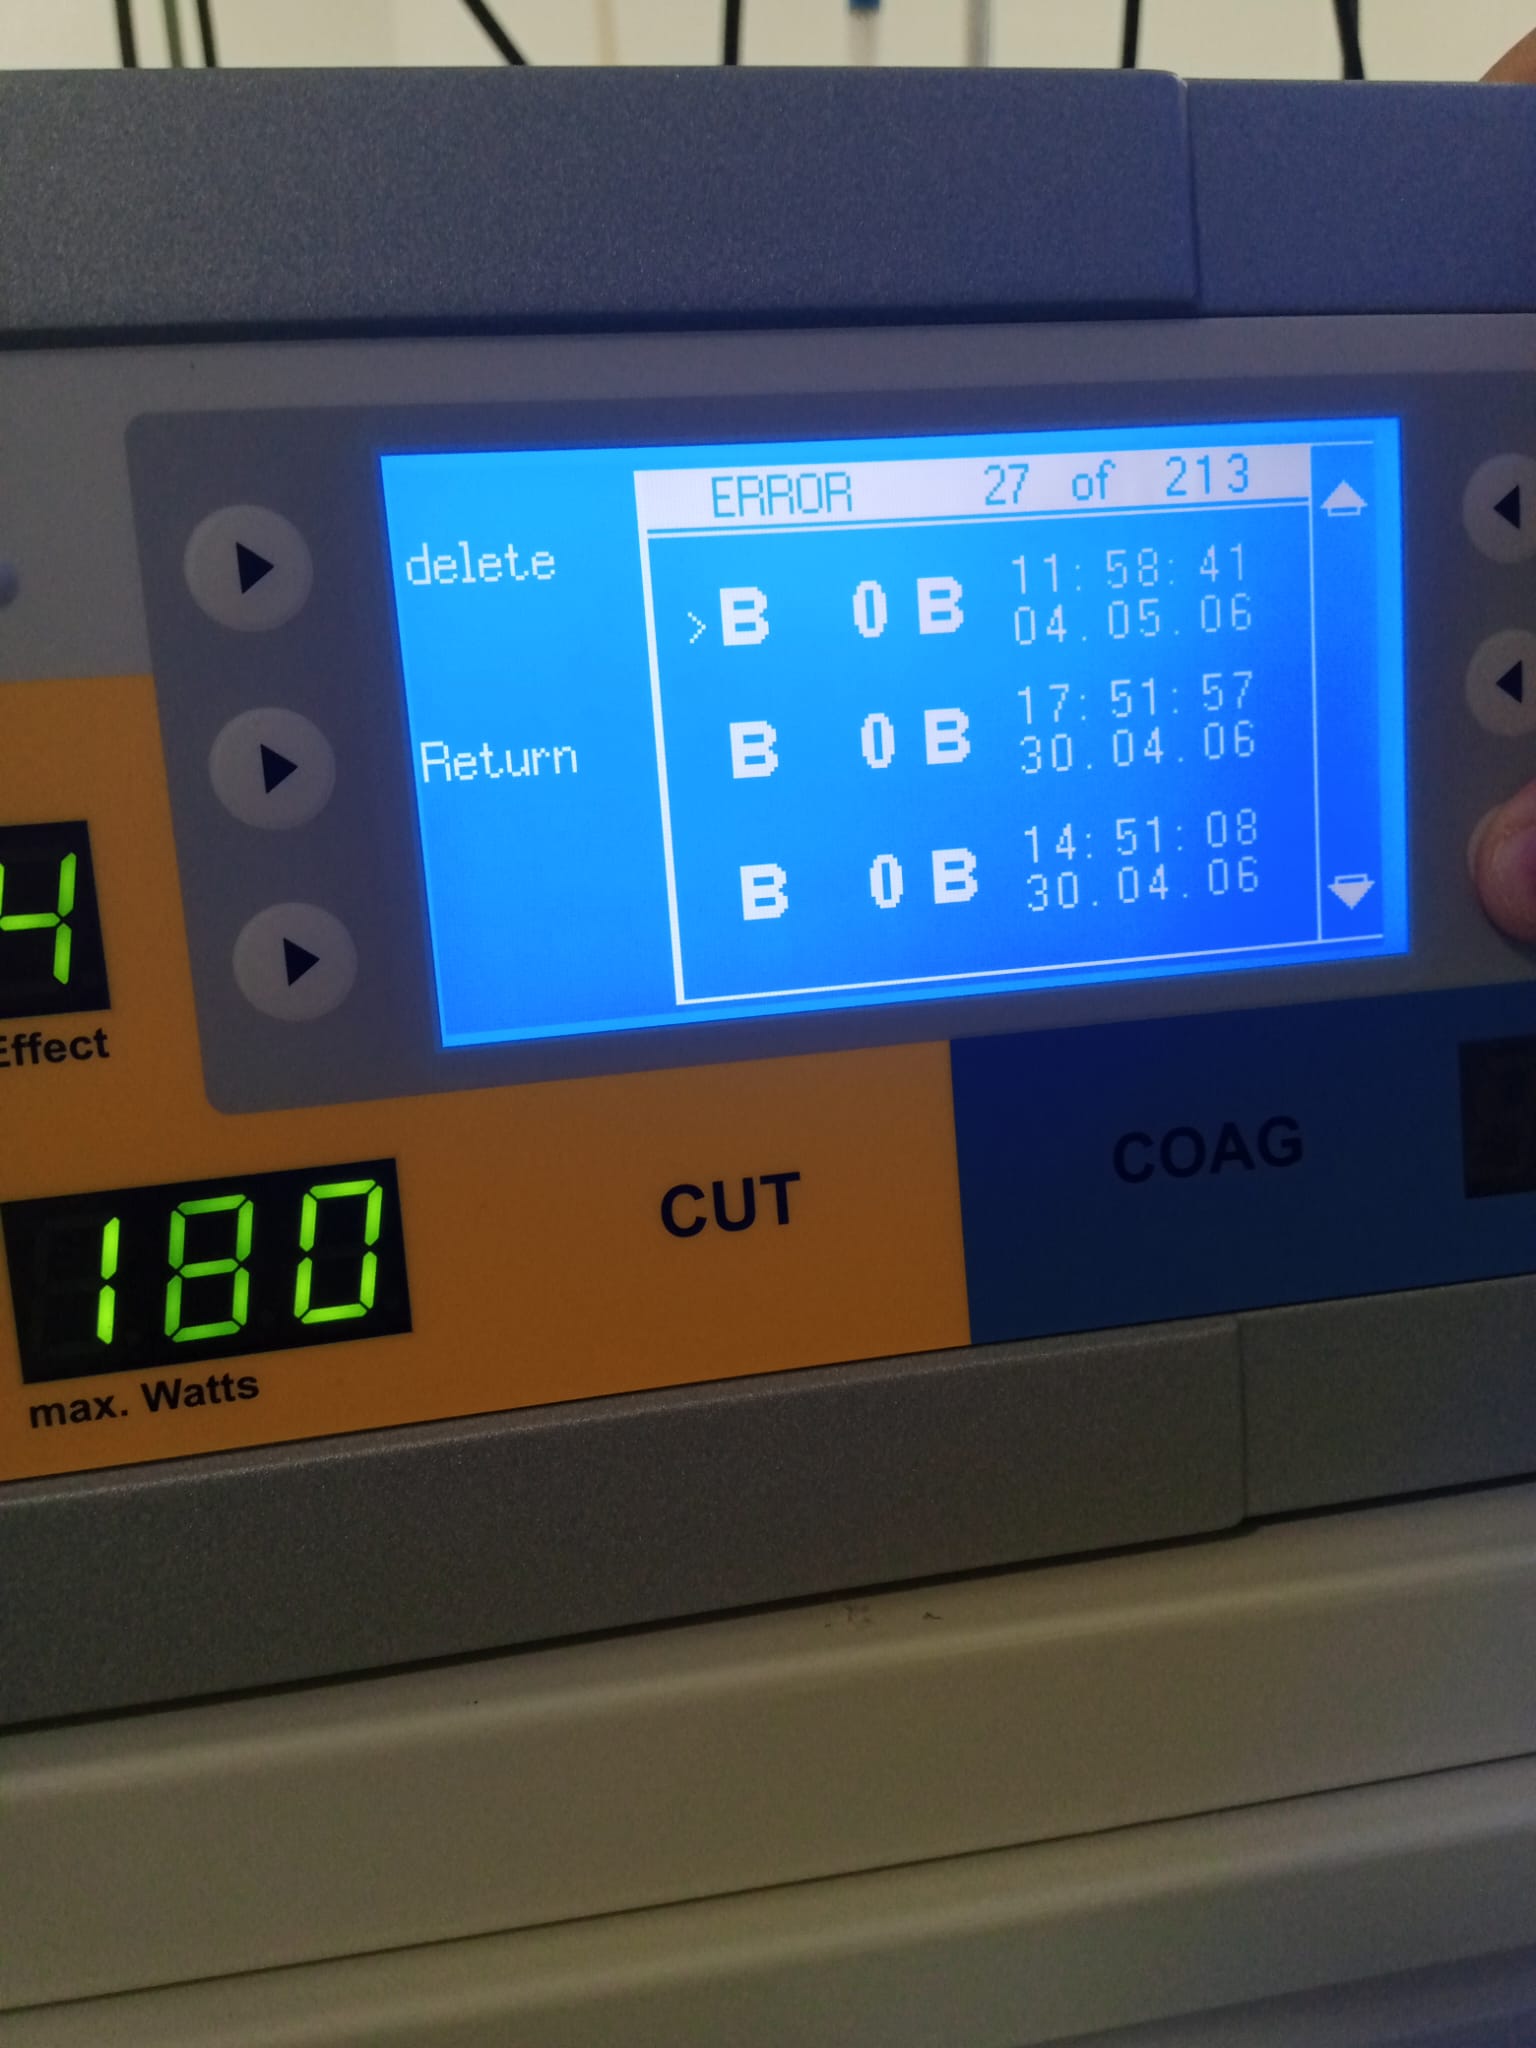 ERROR 27 of 213
delete
>B 0B 11:58:41
04.05.06
Return
B 0B 17:51:57
30.04.06
B 0B 14:51:08
30.04.06
4
Effect
180
max. Watts
CUT
COAG